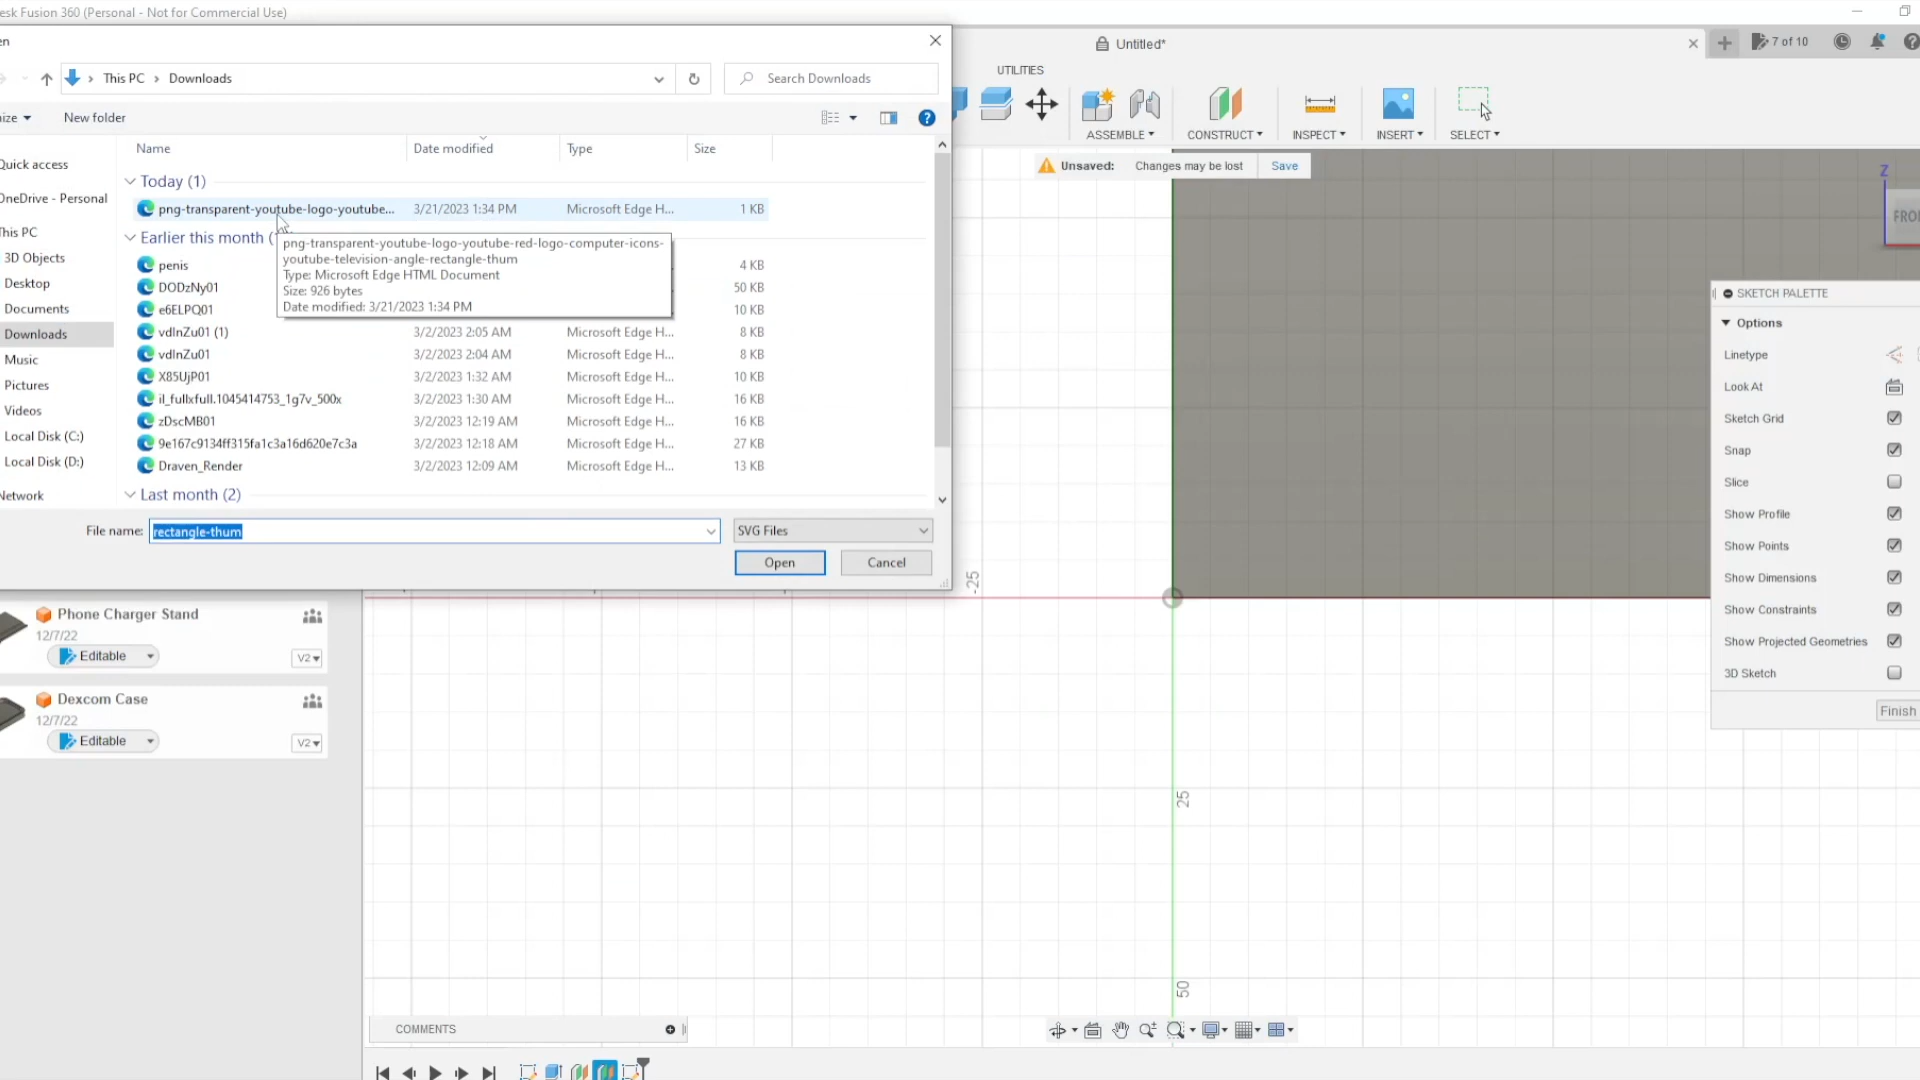 esk Fusion 360 (Personal - Not for Commercial Use)
en
This PC > Downloads
Search Downloads
ize
New folder
Name
Date modified
Type
Size
Quick access
OneDrive - Personal
This PC
3D Objects
Desktop
Documents
Downloads
Music
Pictures
Videos
Local Disk (C:)
Local Disk (D:)
Network
Today (1)
png-transparent-youtube-logo-youtube... 3/21/2023 1:34 PM Microsoft Edge H... 1 KB
Earlier this month (
png-transparent-youtube-logo-youtube-red-logo-computer-icons-
youtube-television-angle-rectangle-thum
Type: Microsoft Edge HTML Document
Size: 926 bytes
Date modified: 3/21/2023 1:34 PM
penis 4 KB
DODzNy01 50 KB
e6ELPQ01 10 KB
vdlnZu01 (1) 3/2/2023 2:05 AM Microsoft Edge H... 8 KB
vdlnZu01 3/2/2023 2:04 AM Microsoft Edge H... 8 KB
X85UjP01 3/2/2023 1:32 AM Microsoft Edge H... 10 KB
il_fullxfull.1045414753_1g7v_500x 3/2/2023 1:30 AM Microsoft Edge H... 16 KB
zDscMB01 3/2/2023 12:19 AM Microsoft Edge H... 16 KB
9e167c9134ff315fa1c3a16d620e7c3a 3/2/2023 12:18 AM Microsoft Edge H... 27 KB
Draven_Render 3/2/2023 12:09 AM Microsoft Edge H... 13 KB
Last month (2)
File name: rectangle-thum
SVG Files
Open
Cancel
Untitled*
7 of 10
UTILITIES
ASSEMBLE
CONSTRUCT
INSPECT
INSERT
SELECT
Unsaved: Changes may be lost Save
Z
FRO
SKETCH PALETTE
Options
Linetype
Look At
Sketch Grid
Snap
Slice
Show Profile
Show Points
Show Dimensions
Show Constraints
Show Projected Geometries
3D Sketch
Finish
-25
25
50
Phone Charger Stand
12/7/22
Editable
V2
Dexcom Case
12/7/22
Editable
V2
COMMENTS